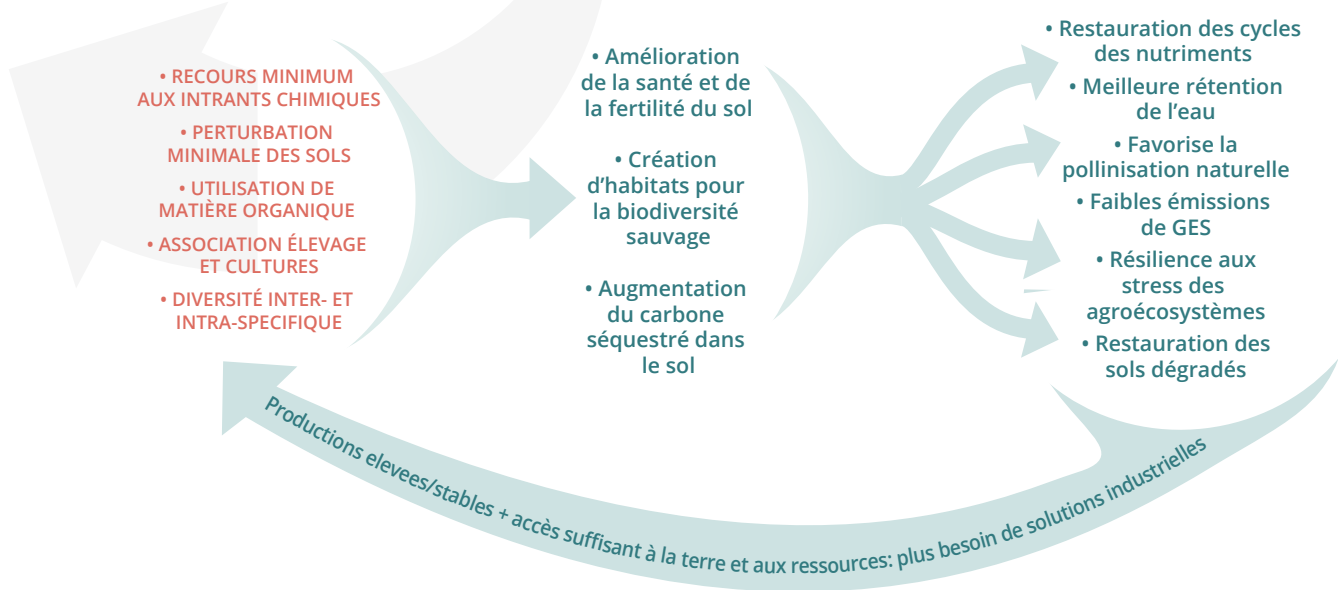 • RECOURS MINIMUM
AUX INTRANTS CHIMIQUES
• PERTURBATION
MINIMALE DES SOLS
• UTILISATION DE
MATIÈRE ORGANIQUE
• ASSOCIATION ÉLEVAGE
ET CULTURES
• DIVERSITÉ INTER- ET
INTRA-SPECIFIQUE
• Amélioration
de la santé et de
la fertilité du sol
• Création
d’habitats pour
la biodiversité
sauvage
• Augmentation
du carbone
séquestré dans
le sol
• Restauration des cycles
des nutriments
• Meilleure rétention
de l’eau
• Favorise la
pollinisation naturelle
• Faibles émissions
de GES
• Résilience aux
stress des
agroécosystèmes
• Restauration des
sols dégradés
Productions elevees/stables + accès suffisant à la terre et aux ressources: plus besoin de solutions industrielles